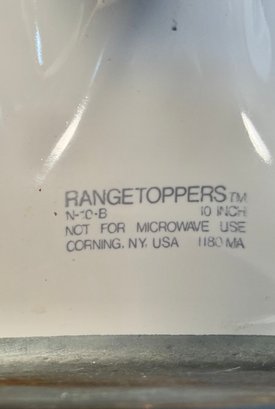 RANGETOPPERS TM
N-10-B 10 INCH
NOT FOR MICROWAVE USE
CORNING, NY, USA 1180 MA